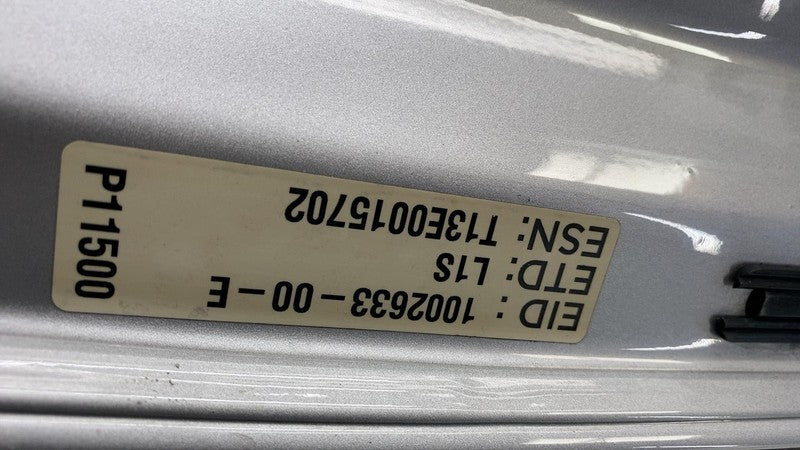 EID: 1002633-00-E
ETD: L1S
ESN: T13E0015702
P11500